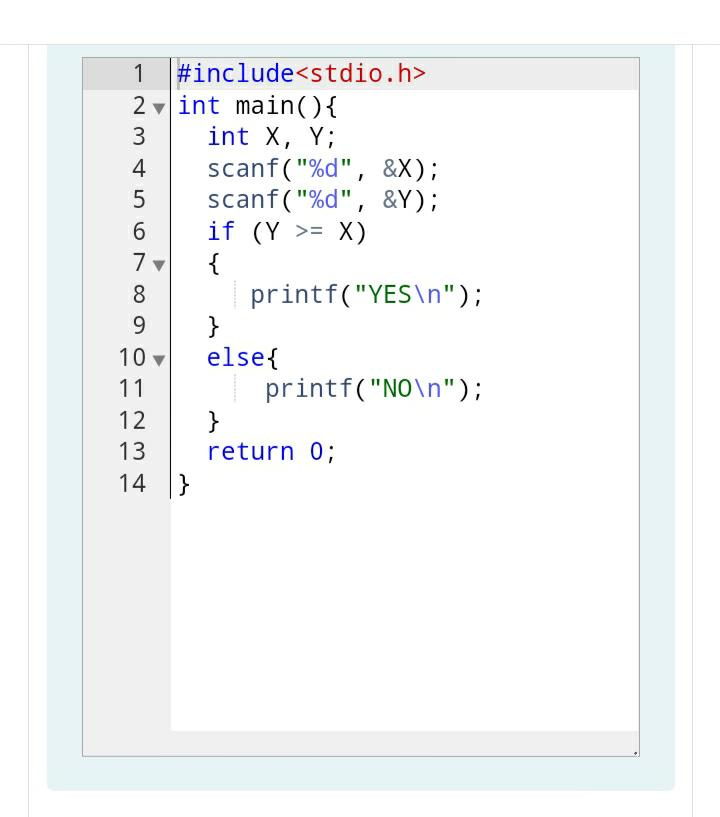 1 #include<stdio.h>
2 int main(){
3   int X, Y;
4   scanf("%d", &X);
5   scanf("%d", &Y);
6   if (Y >= X)
7   {
8      printf("YES\n");
9   }
10   else{
11       printf("NO\n");
12   }
13   return 0;
14 }